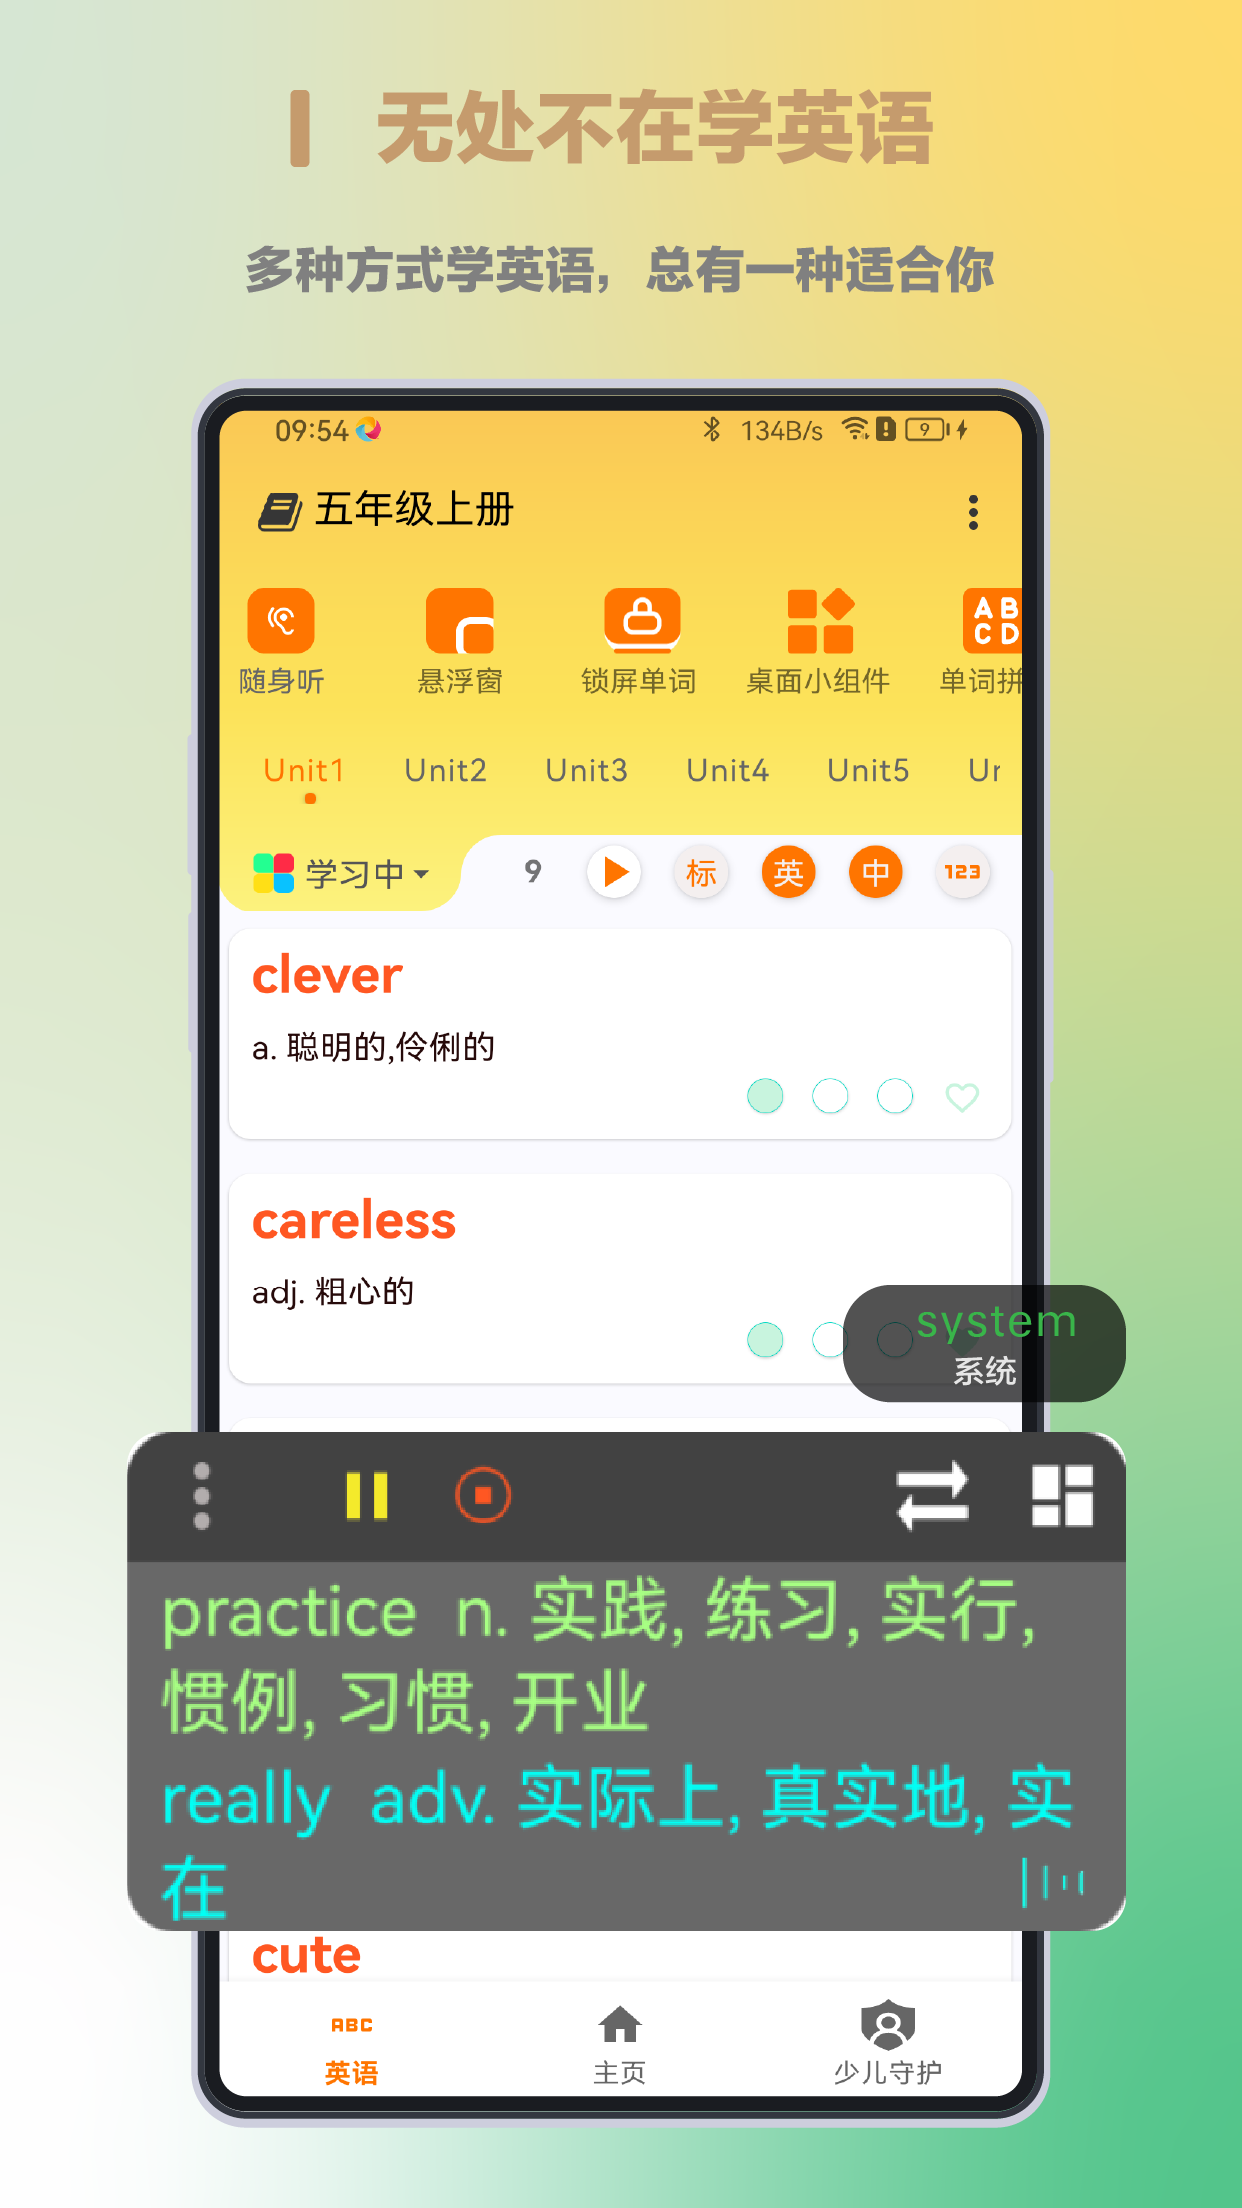 无处不在学英语
多种方式学英语，总有一种适合你
09:54 134B/s 9
五年级上册
随身听 悬浮窗 锁屏单词 桌面小组件 单词拼
A B C D
Unit1 Unit2 Unit3 Unit4 Unit5 Un
学习中 9 标 英 中 123
clever
a. 聪明的,伶俐的
careless
adj. 粗心的
system
系统
practice n. 实践, 练习, 实行,
惯例, 习惯, 开业
really adv. 实际上, 真实地, 实
在
cute
ABC
英语 主页 少儿守护